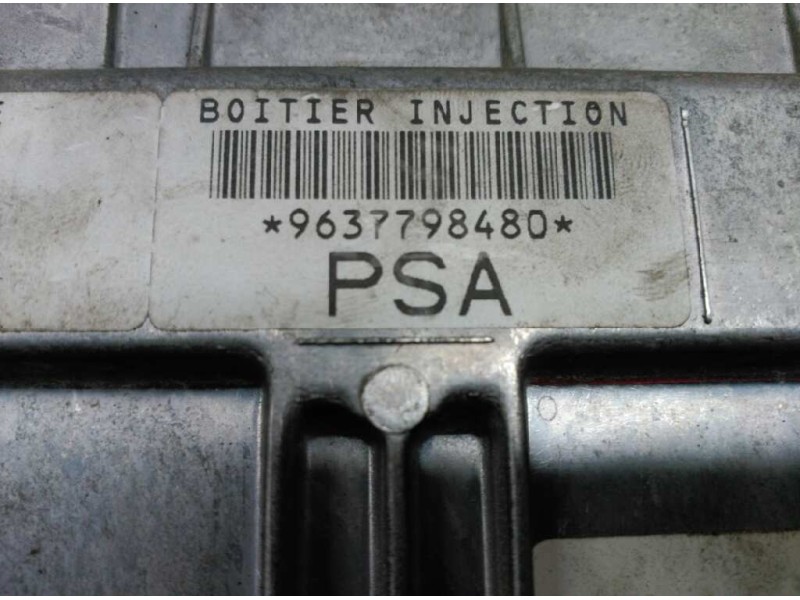 BOITIER INJECTION
*9637798480*
PSA